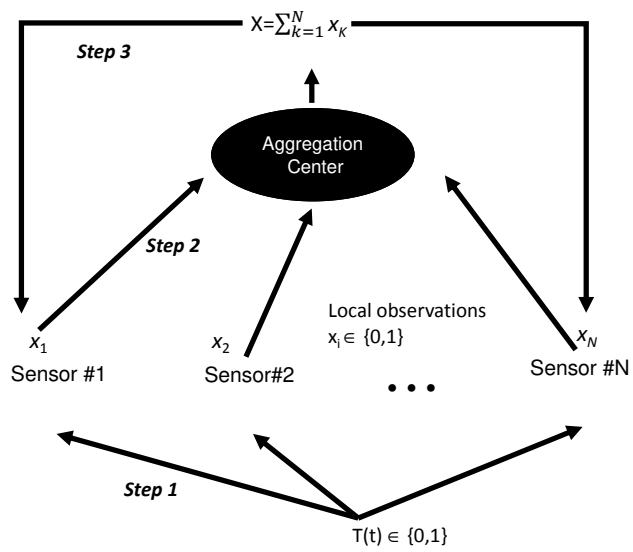 X=∑_{k=1}^{N} x_K
Step 3
Aggregation
Center
Step 2
Local observations
x_i ∈ {0,1}
x_1
x_2
x_N
Sensor #1
Sensor#2
• • •
Sensor #N
Step 1
T(t) ∈ {0,1}